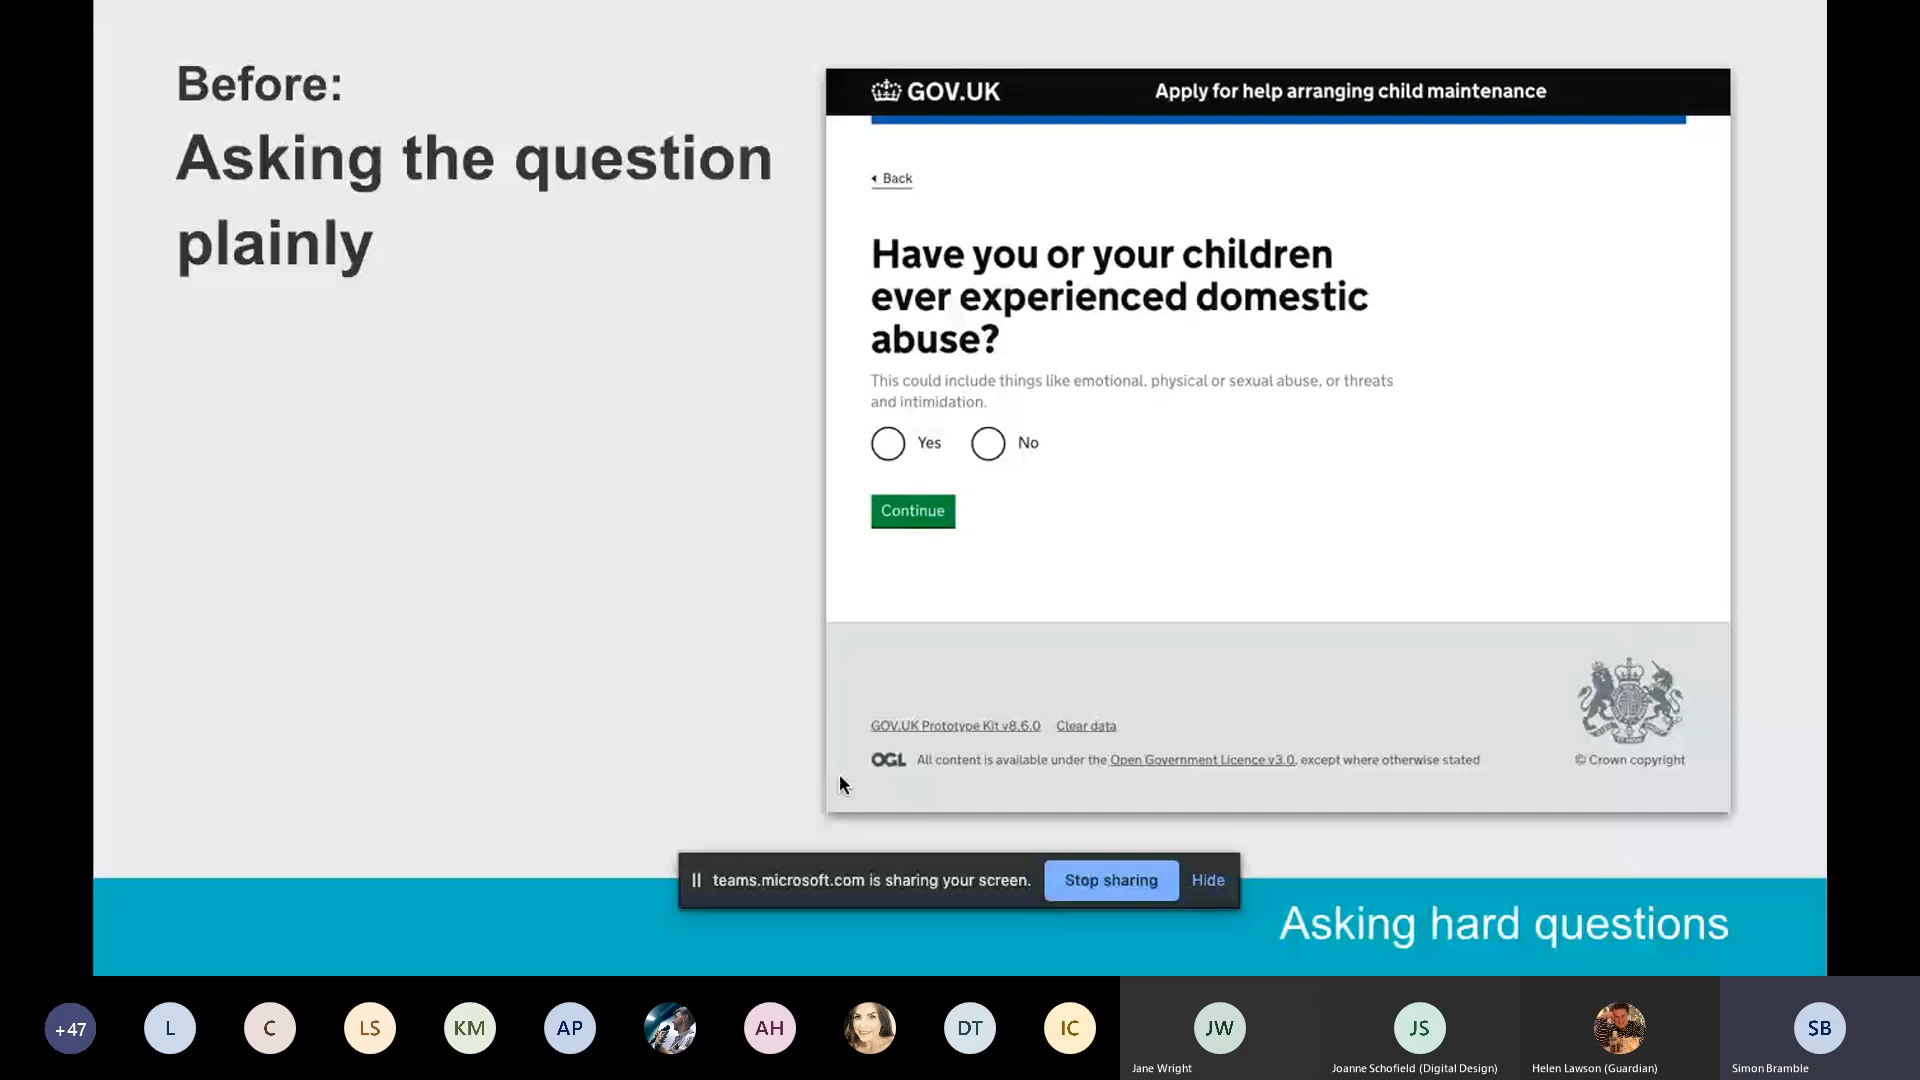 Before:
Asking the question
plainly
GOV.UK
Apply for help arranging child maintenance
Back
Have you or your children
ever experienced domestic
abuse?
This could include things like emotional, physical or sexual abuse, or threats
and intimidation.
Yes
No
Continue
GOV.UK Prototype Kit v8.6.0
Clear data
OGL
All content is available under the Open Government Licence v3.0, except where otherwise stated
© Crown copyright
teams.microsoft.com is sharing your screen.
Stop sharing
Hide
Asking hard questions
+47
L
C
LS
KM
AP
AH
DT
IC
JW
JS
SB
Jane Wright
Joanne Schofield (Digital Design)
Helen Lawson (Guardian)
Simon Bramble